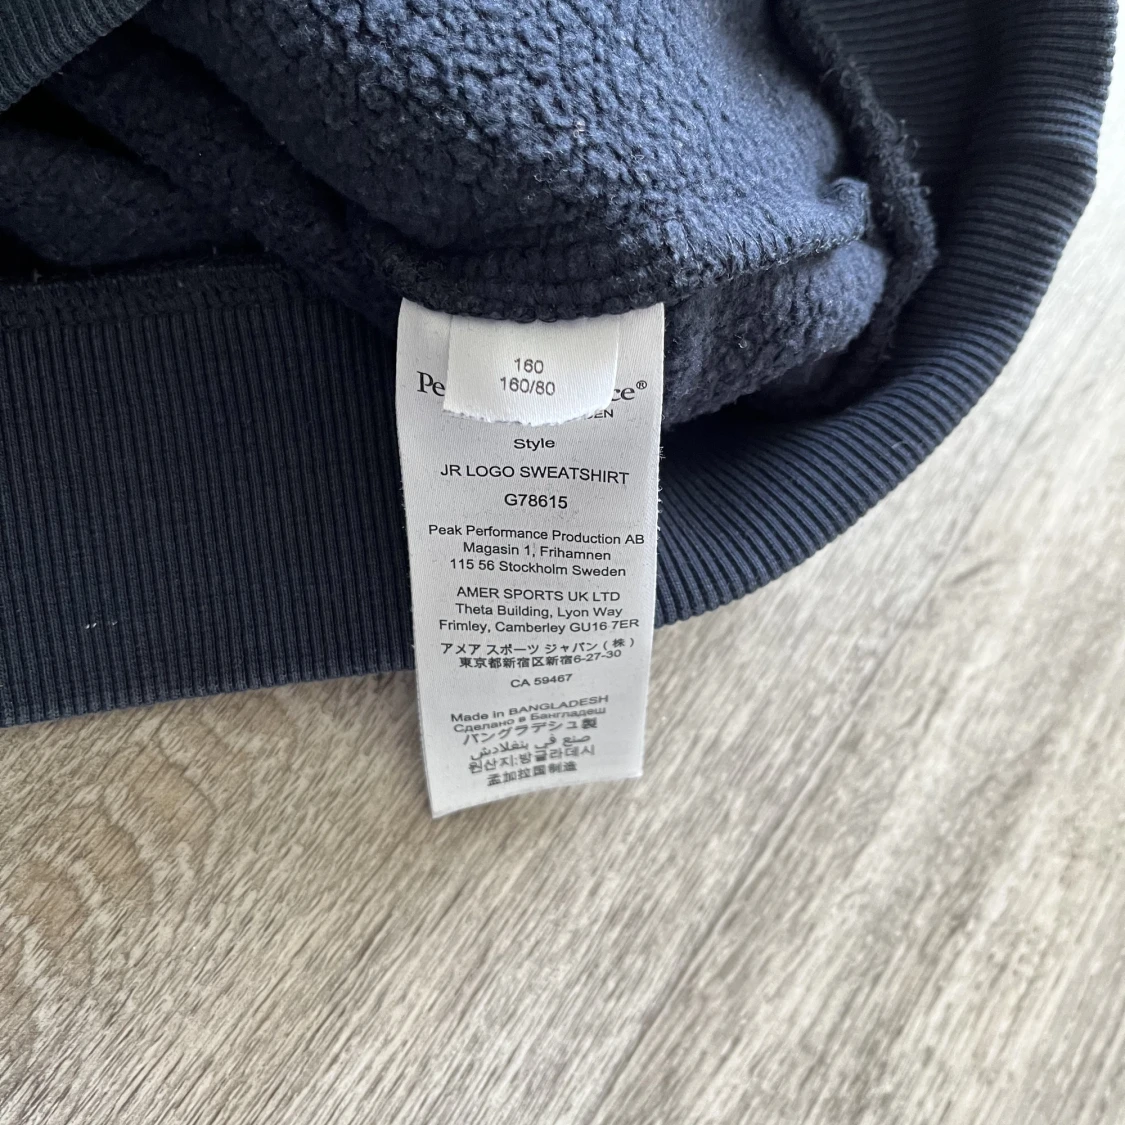 160
160/80
Style
JR LOGO SWEATSHIRT
G78615
Peak Performance Production AB
Magasin 1, Frihamnen
115 56 Stockholm Sweden
AMER SPORTS UK LTD
Theta Building, Lyon Way
Frimley, Camberley GU16 7ER
アメア スポーツ ジャパン ( 株 )
東京都新宿区新宿6-27-30
CA 59467
Made in BANGLADESH
Сделано в Бангладеш
バングラデシュ製
صنع في بنغلادش
원산지:방글라데시
孟加拉国制造